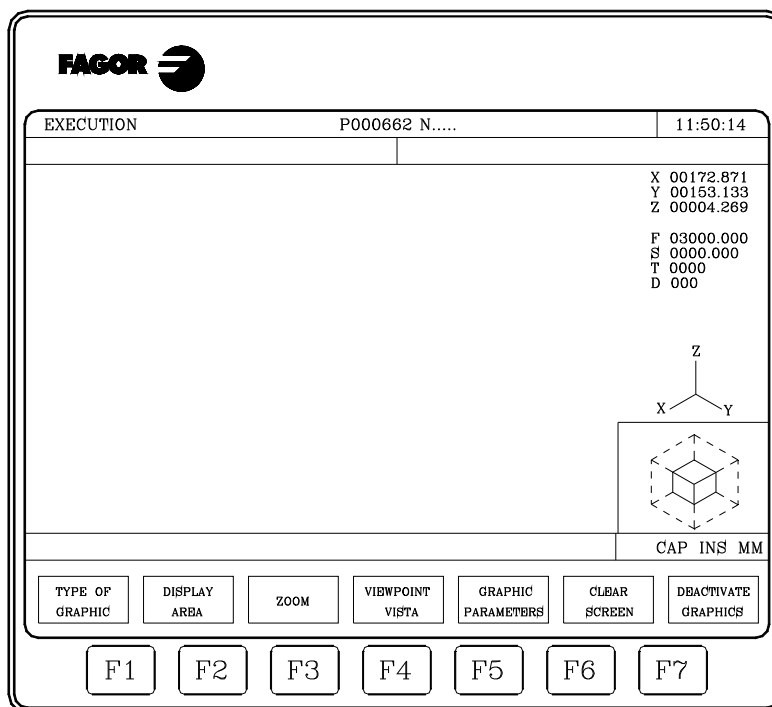 FAGOR
EXECUTION P000662 N..... 11:50:14
X 00172.871
Y 00153.133
Z 00004.269
F 03000.000
S 0000.000
T 0000
D 000
Z
X Y
CAP INS MM
TYPE OF GRAPHIC
DISPLAY AREA
ZOOM
VIEWPOINT VISTA
GRAPHIC PARAMETERS
CLEAR SCREEN
DEACTIVATE GRAPHICS
F1 F2 F3 F4 F5 F6 F7